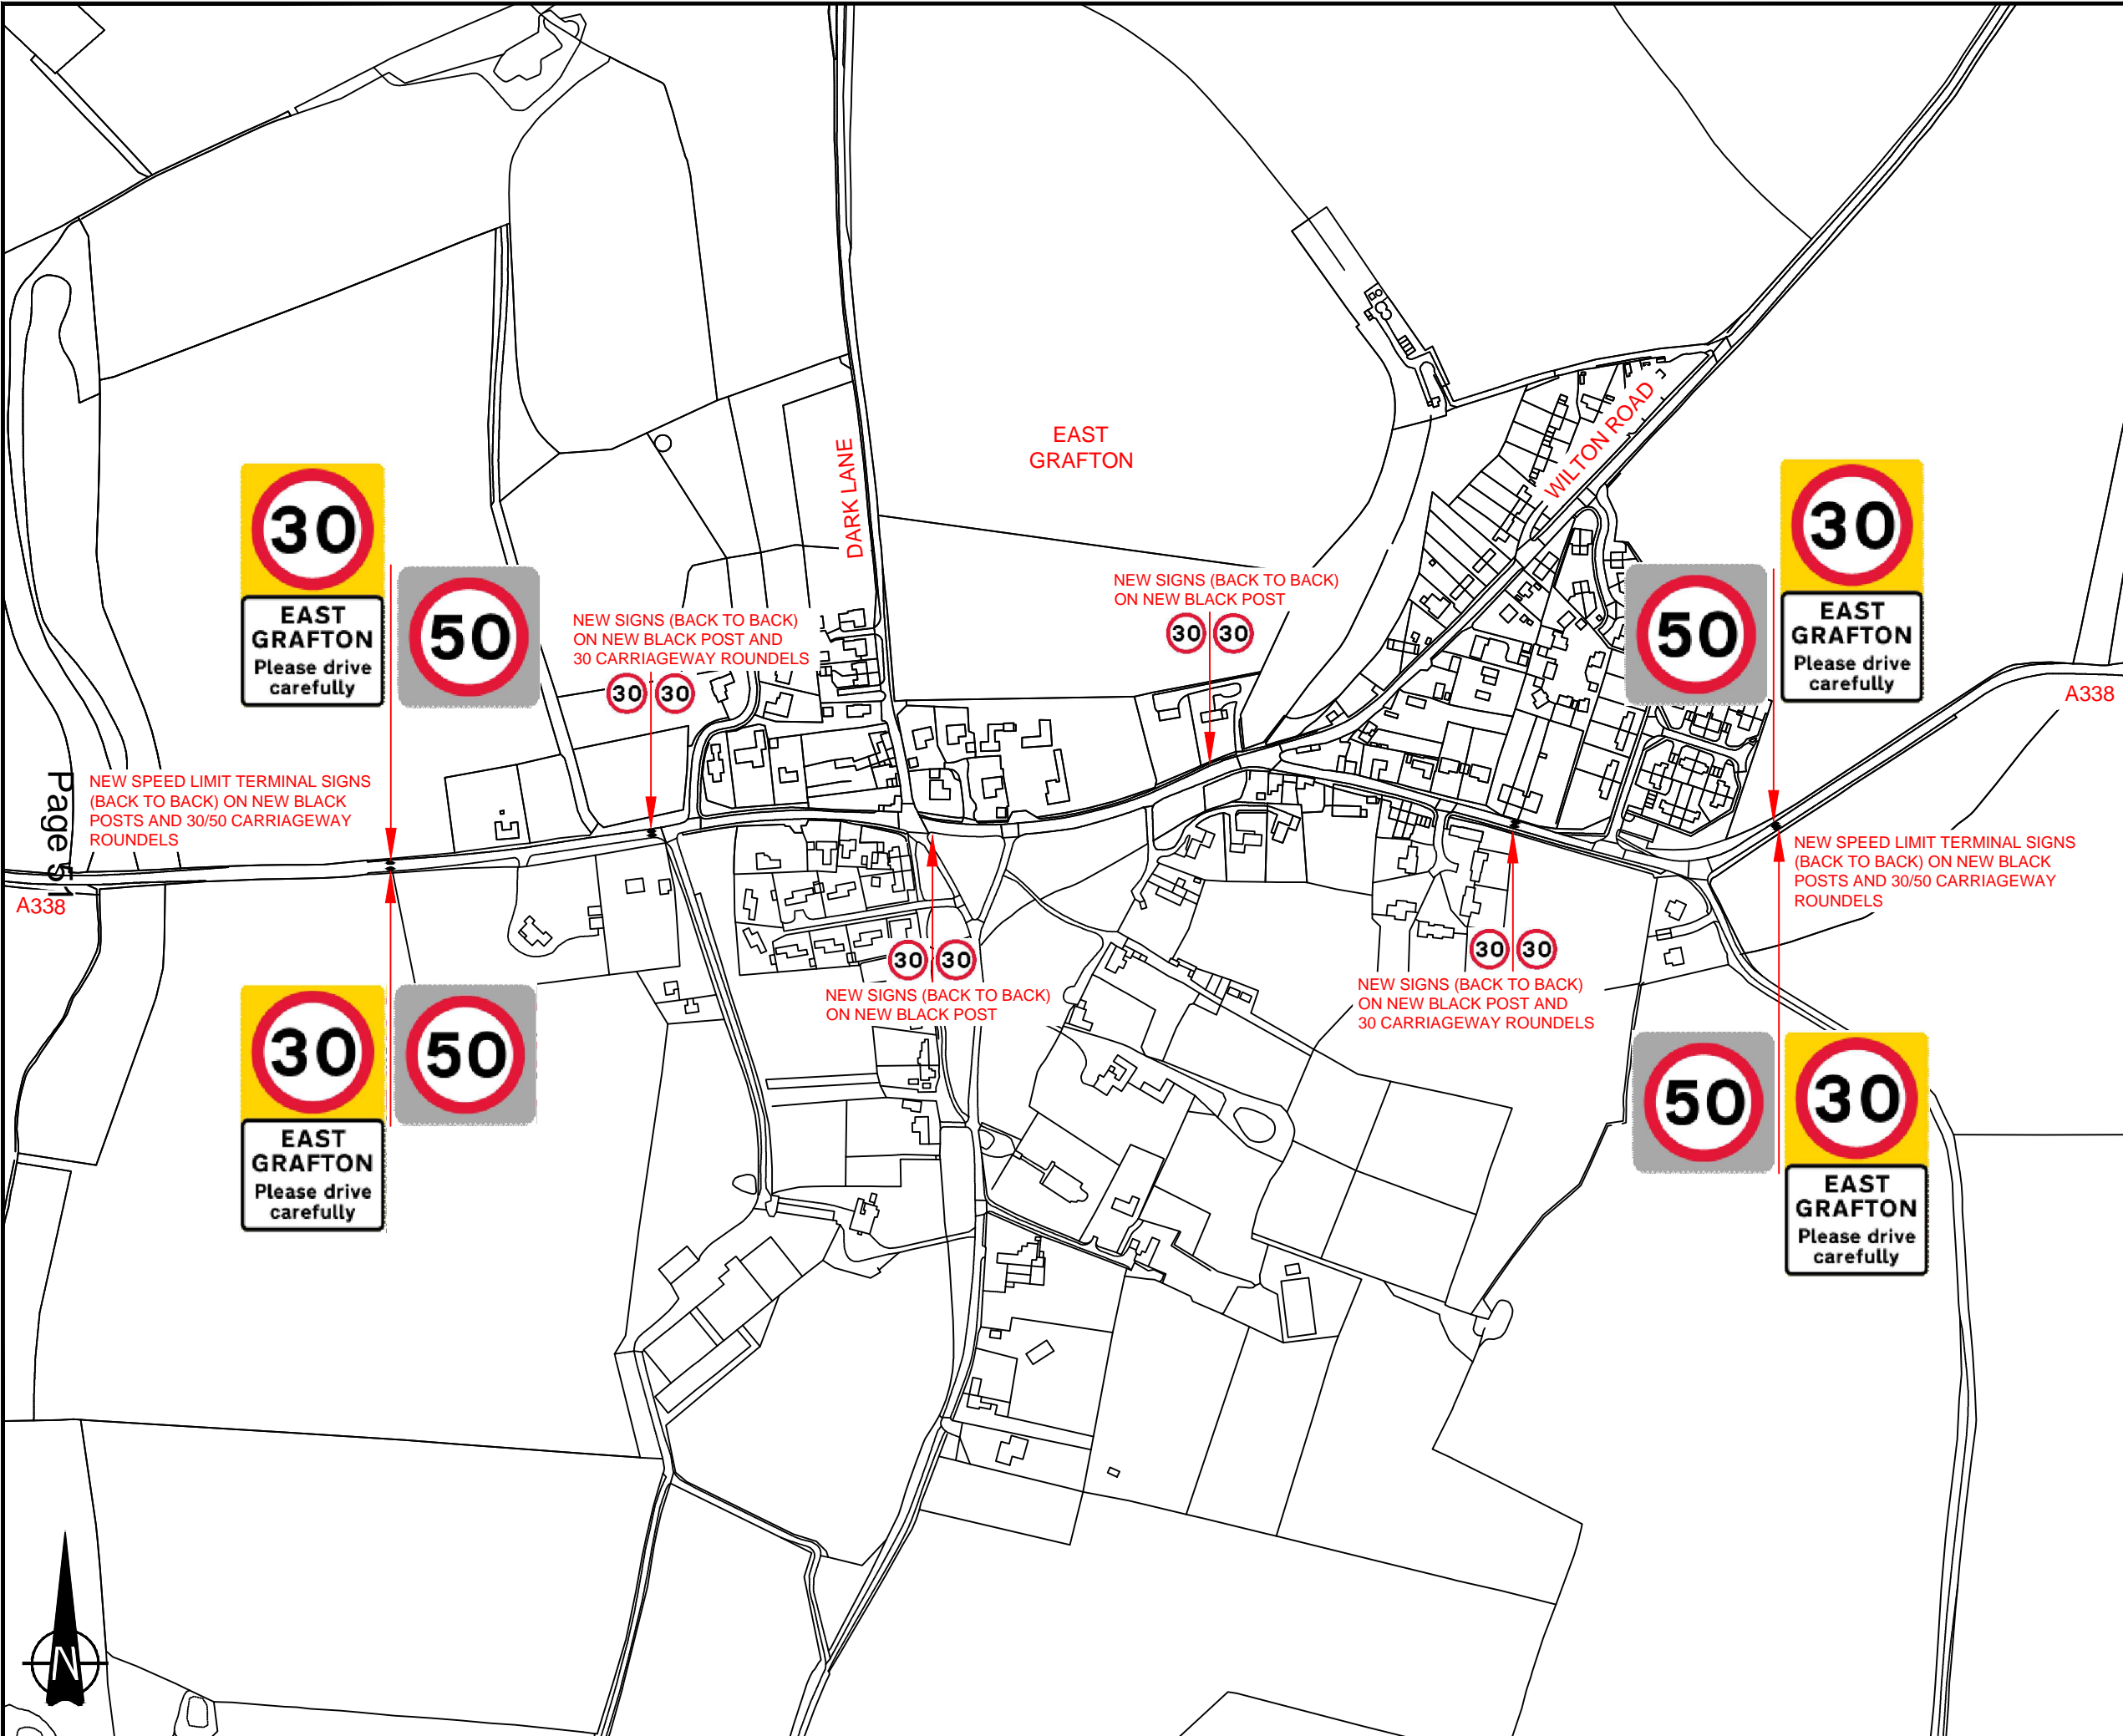 EAST
GRAFTON
DARK LANE
WILTON ROAD
30
EAST
GRAFTON
Please drive
carefully
50
NEW SIGNS (BACK TO BACK)
ON NEW BLACK POST AND
30 CARRIAGEWAY ROUNDELS
30 30
NEW SIGNS (BACK TO BACK)
ON NEW BLACK POST
30 30
50
30
EAST
GRAFTON
Please drive
carefully
A338
Page 51
NEW SPEED LIMIT TERMINAL SIGNS
(BACK TO BACK) ON NEW BLACK
POSTS AND 30/50 CARRIAGEWAY
ROUNDELS
A338
NEW SPEED LIMIT TERMINAL SIGNS
(BACK TO BACK) ON NEW BLACK
POSTS AND 30/50 CARRIAGEWAY
ROUNDELS
30
50
EAST
GRAFTON
Please drive
carefully
30 30
NEW SIGNS (BACK TO BACK)
ON NEW BLACK POST
30 30
NEW SIGNS (BACK TO BACK)
ON NEW BLACK POST AND
30 CARRIAGEWAY ROUNDELS
50
30
EAST
GRAFTON
Please drive
carefully
N